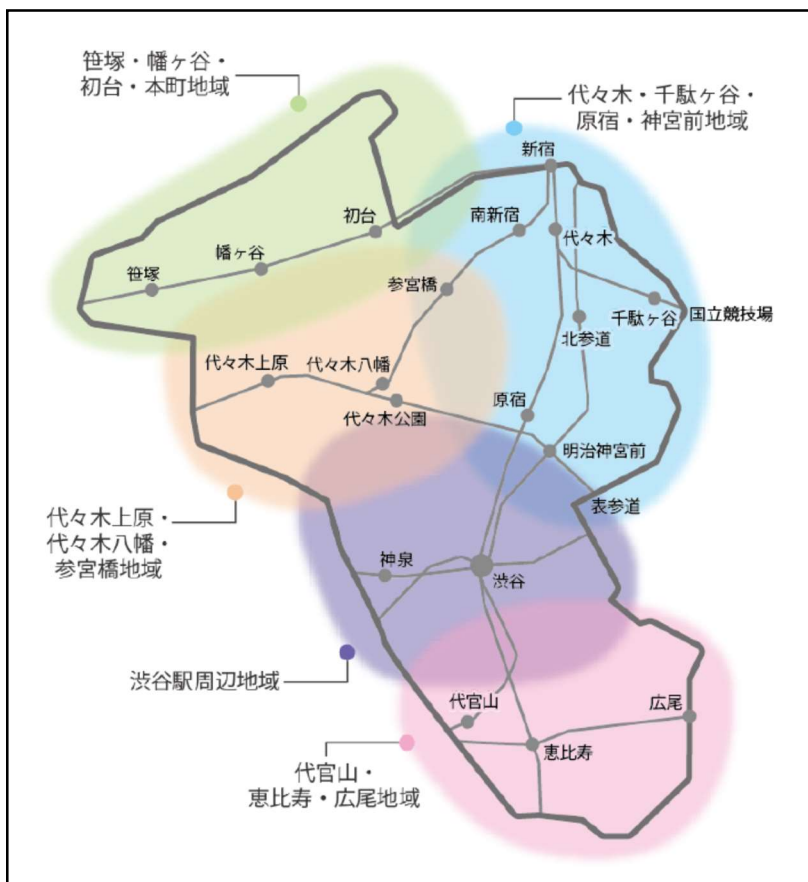 笹塚・幡ヶ谷・
初台・本町地域
代々木・千駄ヶ谷・
原宿・神宮前地域
新宿
初台
南新宿
代々木
幡ヶ谷
笹塚
参宮橋
千駄ヶ谷
国立競技場
北参道
代々木上原
代々木八幡
代々木公園
原宿
明治神宮前
表参道
代々木上原・
代々木八幡・
参宮橋地域
神泉
渋谷
渋谷駅周辺地域
代官山
広尾
恵比寿
代官山・
恵比寿・広尾地域